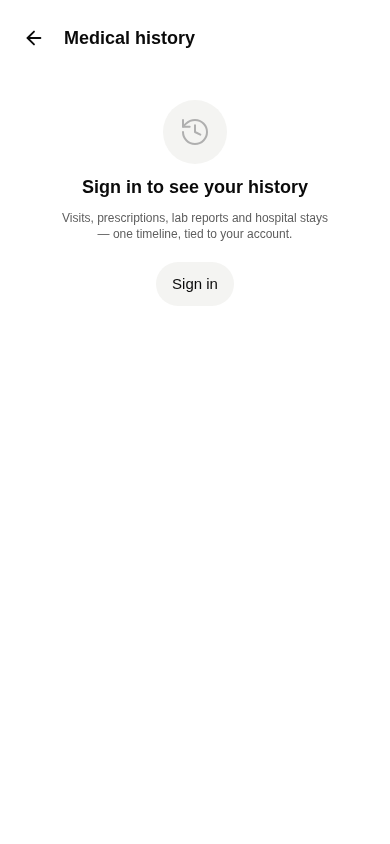 Medical history
Sign in to see your history
Visits, prescriptions, lab reports and hospital stays
— one timeline, tied to your account.
Sign in